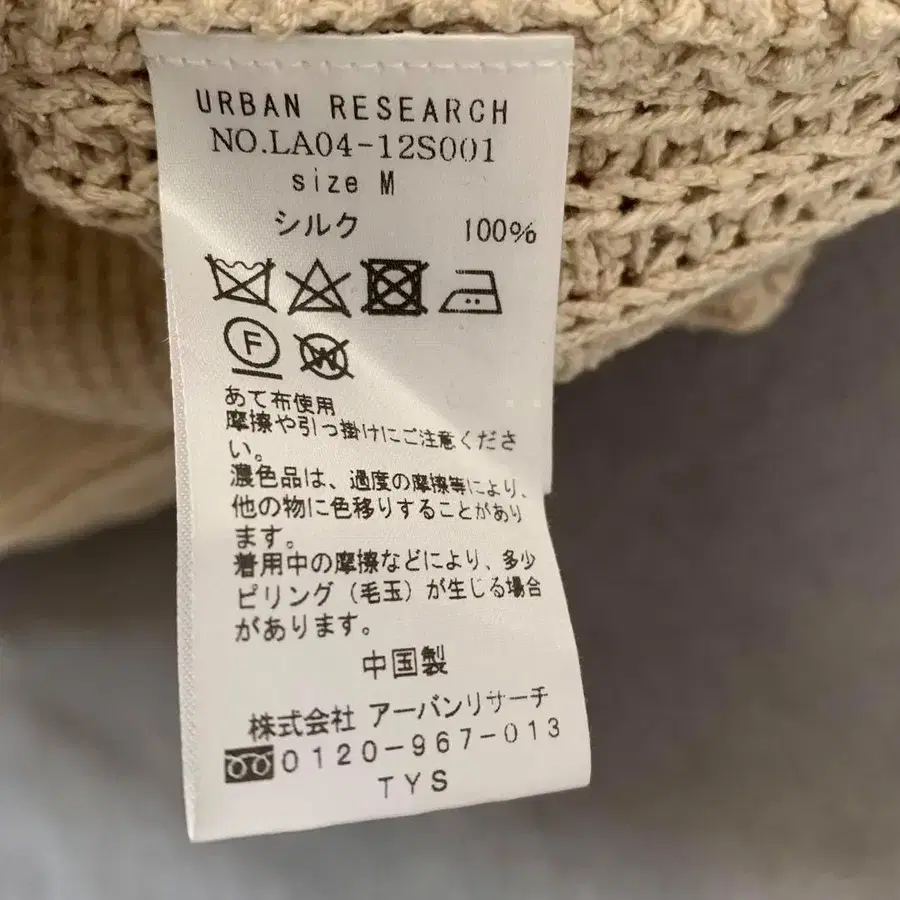 URBAN RESEARCH
NO.LA04-12S001
size M
シルク 100%
F
W
あて布使用
摩擦や引っ掛けにご注意くださ
い。
濃色品は、過度の摩擦等により、
他の物に色移りすることがあり
ます。
着用中の摩擦などにより、多少
ピリング（毛玉）が生じる場合
があります。
中国製
株式会社 アーバンリサーチ
0120-967-013
TYS